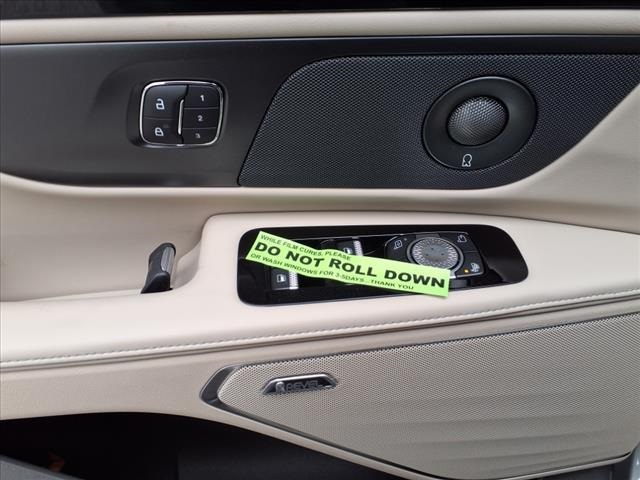 1
2
3
WHILE FILM CURES, PLEASE
DO NOT ROLL DOWN
OR WASH WINDOWS FOR 3-5DAYS...THANK YOU
REVEL